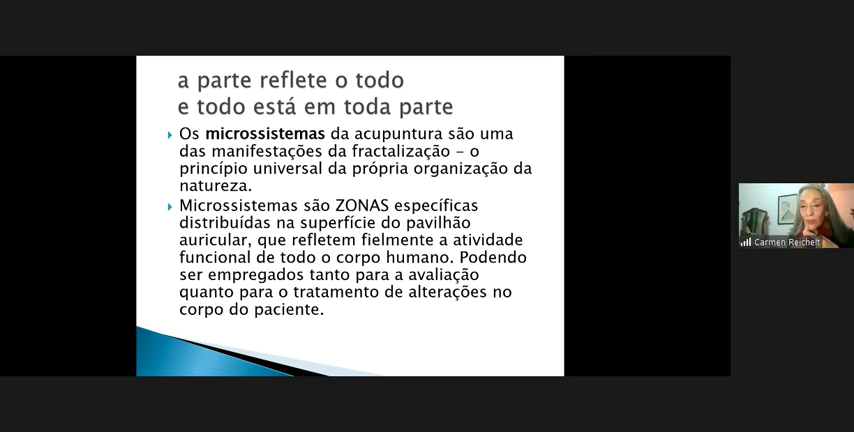 a parte reflete o todo
e todo está em toda parte
Os microssistemas da acupuntura são uma
das manifestações da fractalização – o
princípio universal da própria organização da
natureza.
Microssistemas são ZONAS específicas
distribuídas na superfície do pavilhão
auricular, que refletem fielmente a atividade
funcional de todo o corpo humano. Podendo
ser empregados tanto para a avaliação
quanto para o tratamento de alterações no
corpo do paciente.
Carmen Reichelt